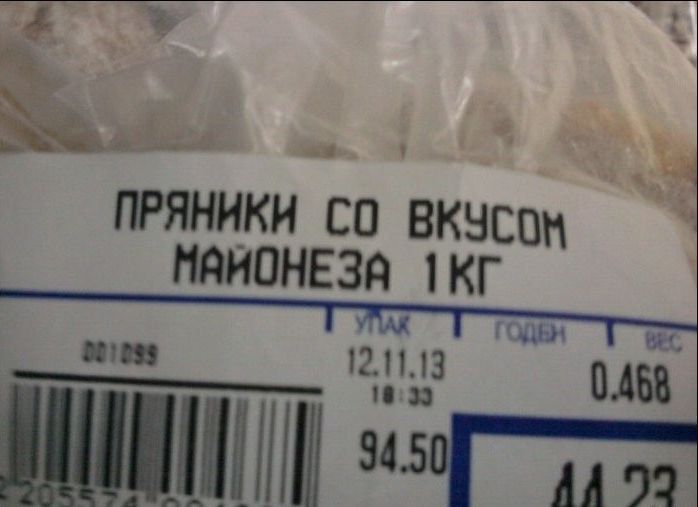 ПРЯНИКИ СО ВКУСОМ
МАЙОНЕЗА 1КГ
УПАК ГОДЕН ВЕС
001099 12.11.13 0.468
18:33
94.50 44.23